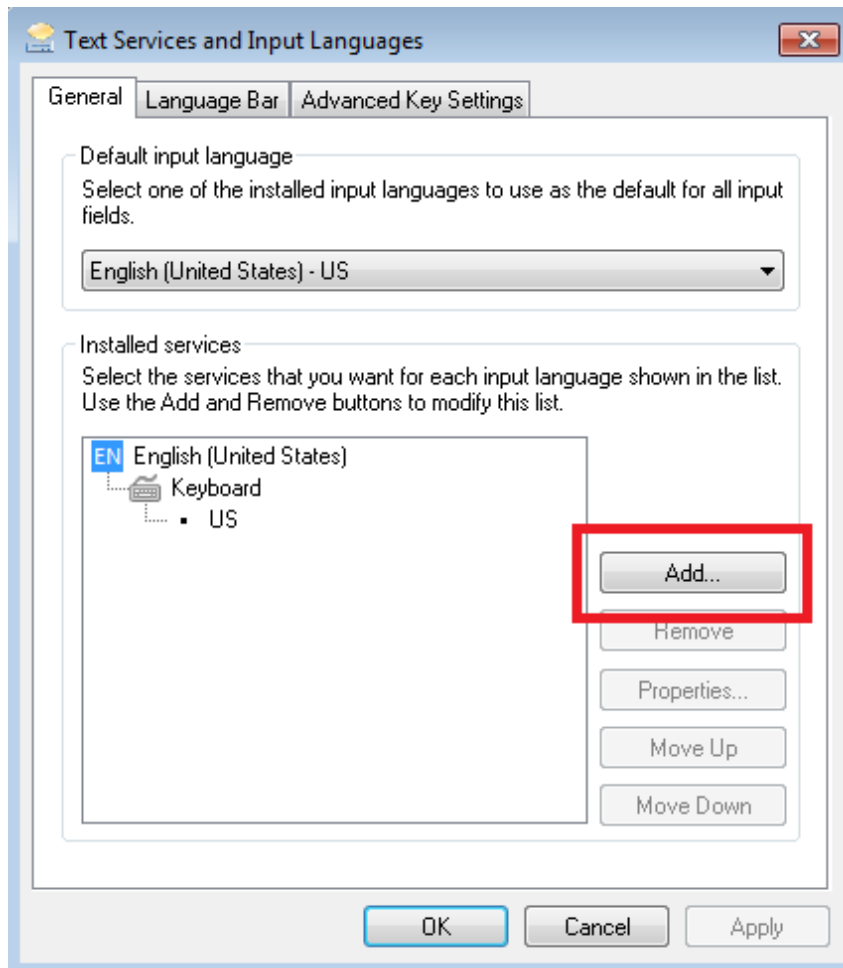 Text Services and Input Languages
General
Language Bar
Advanced Key Settings
Default input language
Select one of the installed input languages to use as the default for all input
fields.
English (United States) - US
Installed services
Select the services that you want for each input language shown in the list.
Use the Add and Remove buttons to modify this list.
EN English (United States)
Keyboard
US
Add...
Remove
Properties...
Move Up
Move Down
OK
Cancel
Apply